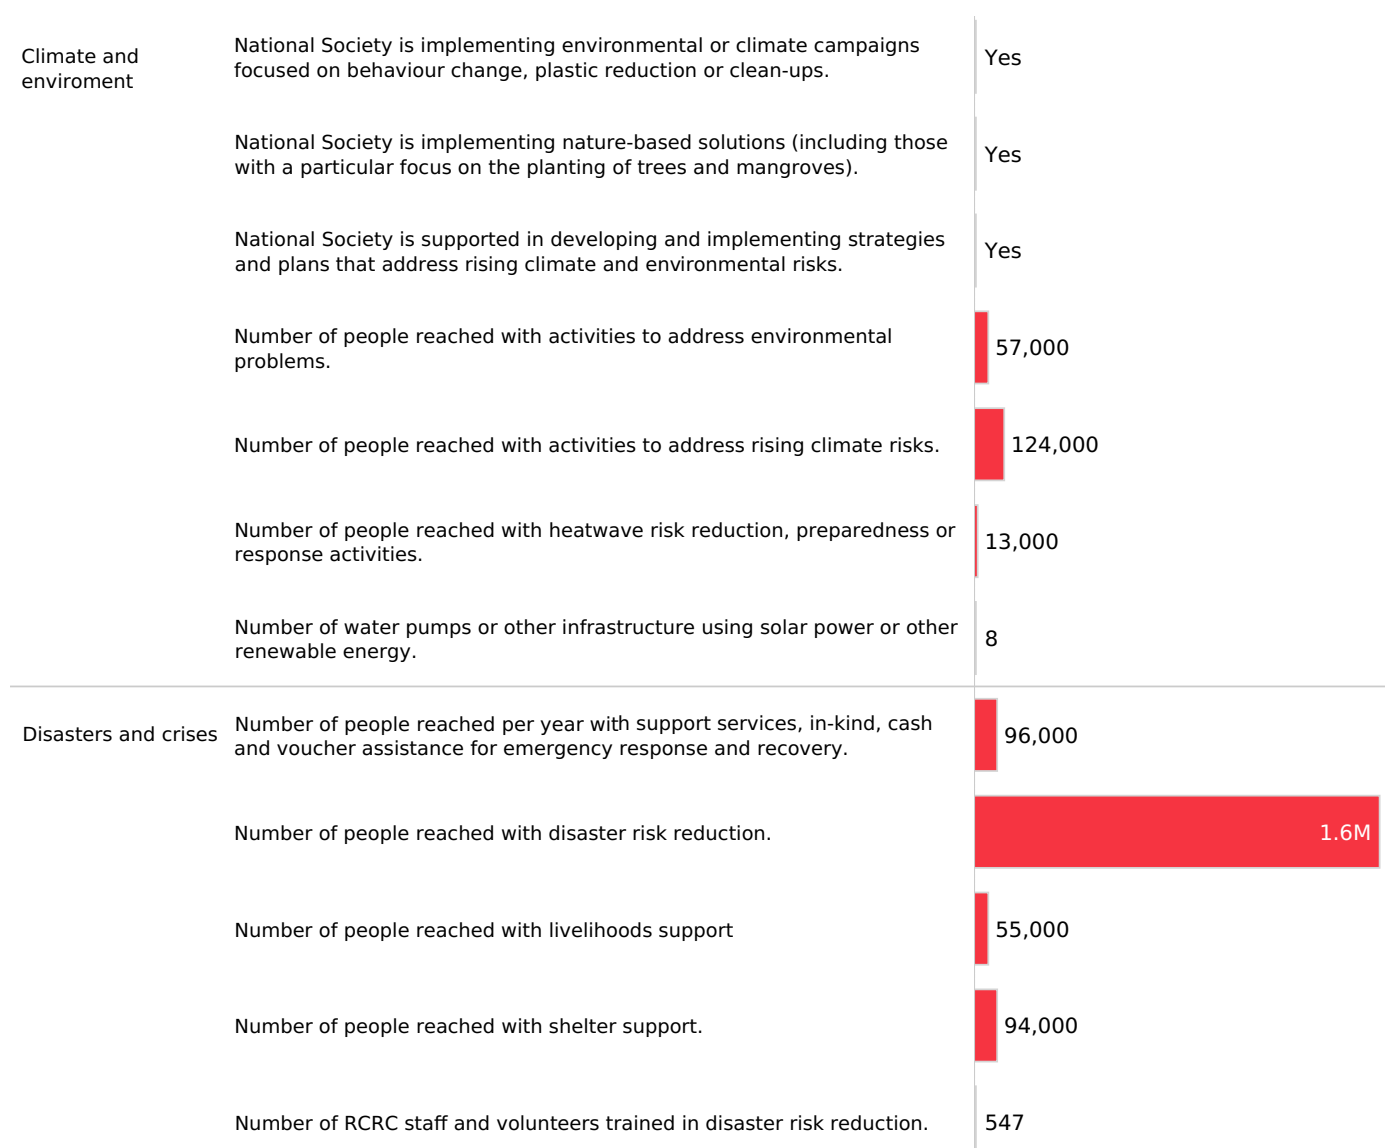 Climate and
enviroment
National Society is implementing environmental or climate campaigns
focused on behaviour change, plastic reduction or clean-ups.
Yes
National Society is implementing nature-based solutions (including those
with a particular focus on the planting of trees and mangroves).
Yes
National Society is supported in developing and implementing strategies
and plans that address rising climate and environmental risks.
Yes
Number of people reached with activities to address environmental
problems.
57,000
Number of people reached with activities to address rising climate risks.
124,000
Number of people reached with heatwave risk reduction, preparedness or
response activities.
13,000
Number of water pumps or other infrastructure using solar power or other
renewable energy.
8
Disasters and crises
Number of people reached per year with support services, in-kind, cash
and voucher assistance for emergency response and recovery.
96,000
Number of people reached with disaster risk reduction.
1.6M
Number of people reached with livelihoods support
55,000
Number of people reached with shelter support.
94,000
Number of RCRC staff and volunteers trained in disaster risk reduction.
547